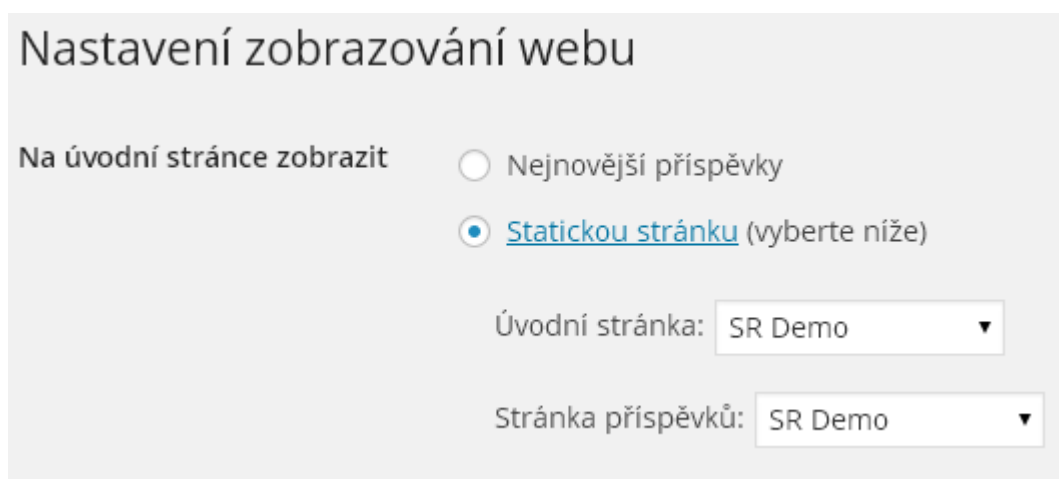 Nastavení zobrazování webu
Na úvodní stránce zobrazit
Nejnovější příspěvky
Statickou stránku (vyberte níže)
Úvodní stránka: SR Demo
Stránka příspěvků: SR Demo